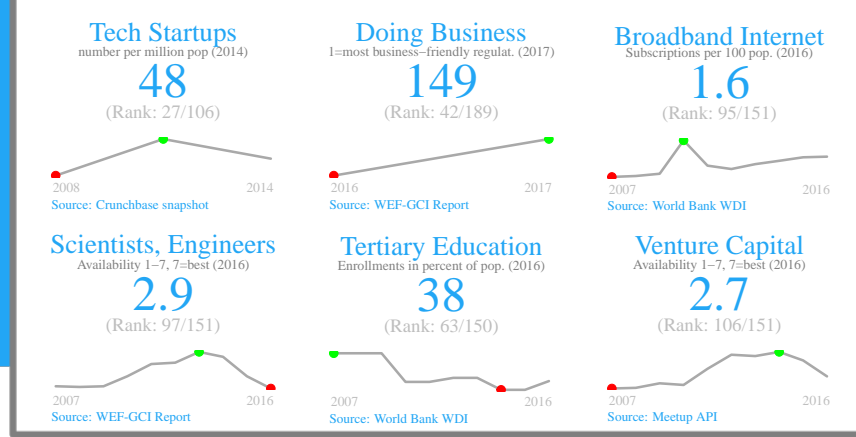 Tech Startups
number per million pop (2014)
48
(Rank: 27/106)
2008 2014
Source: Crunchbase snapshot
Doing Business
1=most business−friendly regulat. (2017)
149
(Rank: 42/189)
2016 2017
Source: WEF-GCI Report
Broadband Internet
Subscriptions per 100 pop. (2016)
1.6
(Rank: 95/151)
2007 2016
Source: World Bank WDI
Scientists, Engineers
Availability 1−7, 7=best (2016)
2.9
(Rank: 97/151)
2007 2016
Source: WEF-GCI Report
Tertiary Education
Enrollments in percent of pop. (2016)
38
(Rank: 63/150)
2007 2016
Source: World Bank WDI
Venture Capital
Availability 1−7, 7=best (2016)
2.7
(Rank: 106/151)
2007 2016
Source: Meetup API